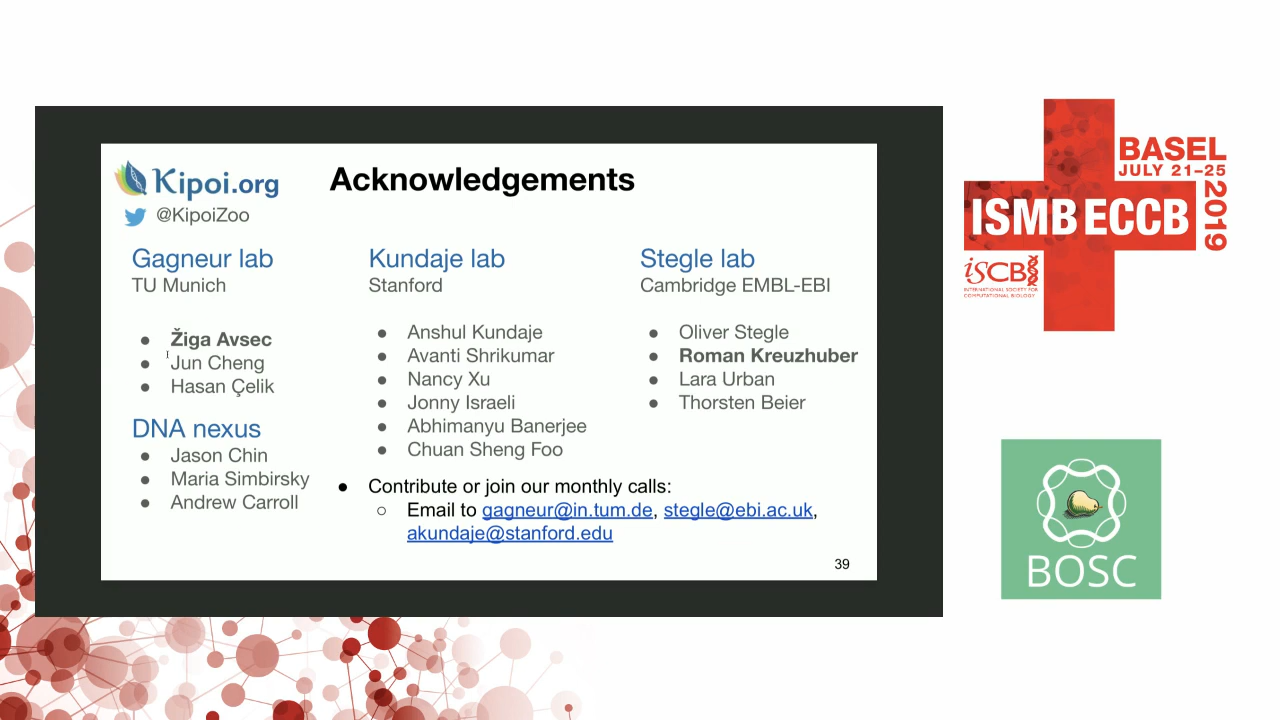 Kipoi.org
@KipoiZoo
Acknowledgements
Gagneur lab
TU Munich
● Žiga Avsec
● Jun Cheng
● Hasan Çelik
DNA nexus
● Jason Chin
● Maria Simbirsky
● Andrew Carroll
Kundaje lab
Stanford
● Anshul Kundaje
● Avanti Shrikumar
● Nancy Xu
● Jonny Israeli
● Abhimanyu Banerjee
● Chuan Sheng Foo
Stegle lab
Cambridge EMBL-EBI
● Oliver Stegle
● Roman Kreuzhuber
● Lara Urban
● Thorsten Beier
● Contribute or join our monthly calls:
○ Email to gagneur@in.tum.de, stegle@ebi.ac.uk,
akundaje@stanford.edu
39
BASEL
JULY 21-25
2019
ISMB ECCB
iSCB
INTERNATIONAL SOCIETY FOR
COMPUTATIONAL BIOLOGY
BOSC